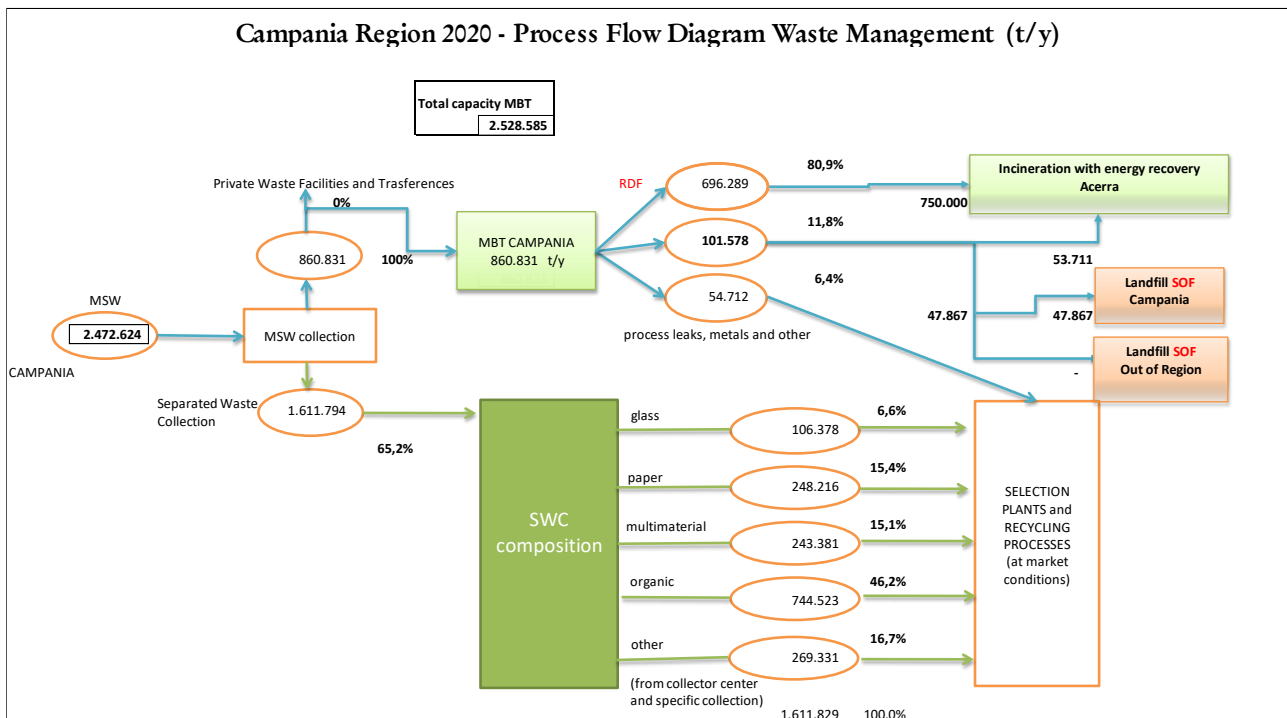 Campania Region 2020 - Process Flow Diagram Waste Management (t/y)
Total capacity MBT
2.528.585
Private Waste Facilities and Trasferences
0%
860.831
100%
MSW
2.472.624
CAMPANIA
MSW collection
Separated Waste
Collection
1.611.794
65,2%
MBT CAMPANIA
860.831 t/y
RDF
696.289
80,9%
101.578
11,8%
54.712
6,4%
process leaks, metals and other
Incineration with energy recovery
Acerra
750.000
53.711
47.867
47.867
Landfill SOF
Campania
Landfill SOF
Out of Region
-
SWC
composition
glass
106.378
6,6%
paper
248.216
15,4%
multimaterial
243.381
15,1%
organic
744.523
46,2%
other
269.331
16,7%
(from collector center
and specific collection)
1.611.829 100,0%
SELECTION
PLANTS and
RECYCLING
PROCESSES
(at market
conditions)